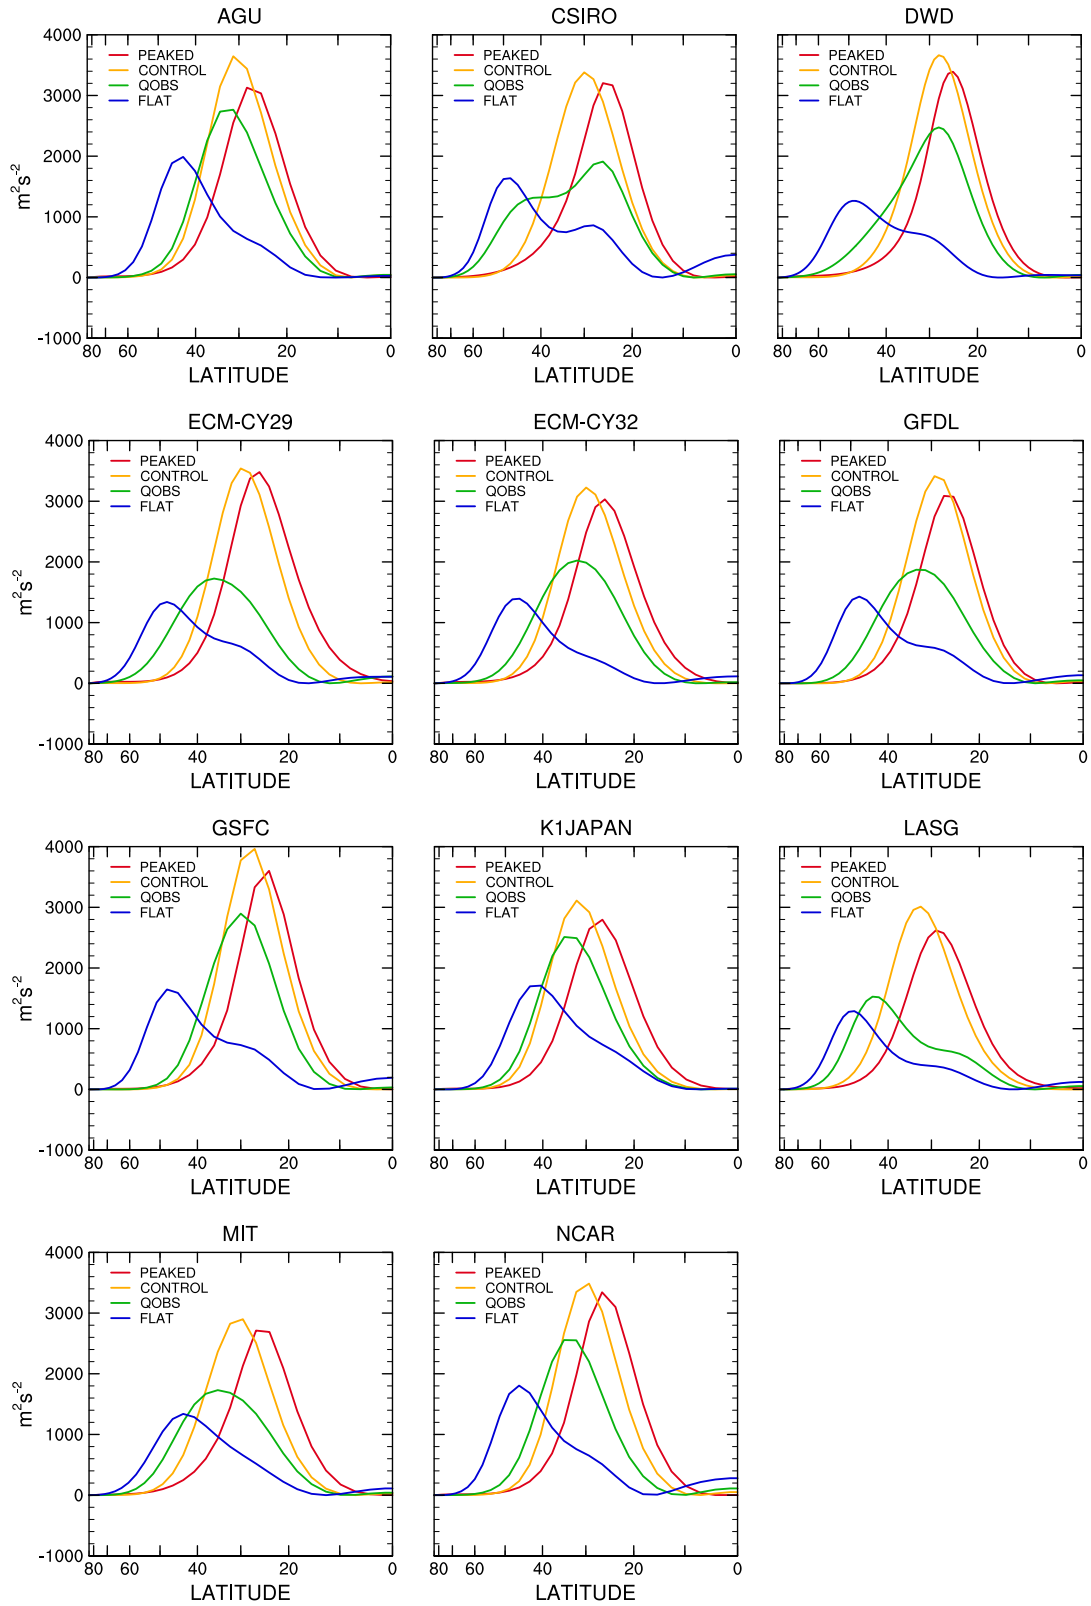 AGU
CSIRO
DWD
4000
3000
2000
1000
0
-1000
m²s⁻²
PEAKED
CONTROL
QOBS
FLAT
80 60 40 20 0
LATITUDE
PEAKED
CONTROL
QOBS
FLAT
80 60 40 20 0
LATITUDE
PEAKED
CONTROL
QOBS
FLAT
80 60 40 20 0
LATITUDE
ECM-CY29
ECM-CY32
GFDL
4000
3000
2000
1000
0
-1000
m²s⁻²
PEAKED
CONTROL
QOBS
FLAT
80 60 40 20 0
LATITUDE
PEAKED
CONTROL
QOBS
FLAT
80 60 40 20 0
LATITUDE
PEAKED
CONTROL
QOBS
FLAT
80 60 40 20 0
LATITUDE
GSFC
K1JAPAN
LASG
4000
3000
2000
1000
0
-1000
m²s⁻²
PEAKED
CONTROL
QOBS
FLAT
80 60 40 20 0
LATITUDE
PEAKED
CONTROL
QOBS
FLAT
80 60 40 20 0
LATITUDE
PEAKED
CONTROL
QOBS
FLAT
80 60 40 20 0
LATITUDE
MIT
NCAR
4000
3000
2000
1000
0
-1000
m²s⁻²
PEAKED
CONTROL
QOBS
FLAT
80 60 40 20 0
LATITUDE
PEAKED
CONTROL
QOBS
FLAT
80 60 40 20 0
LATITUDE